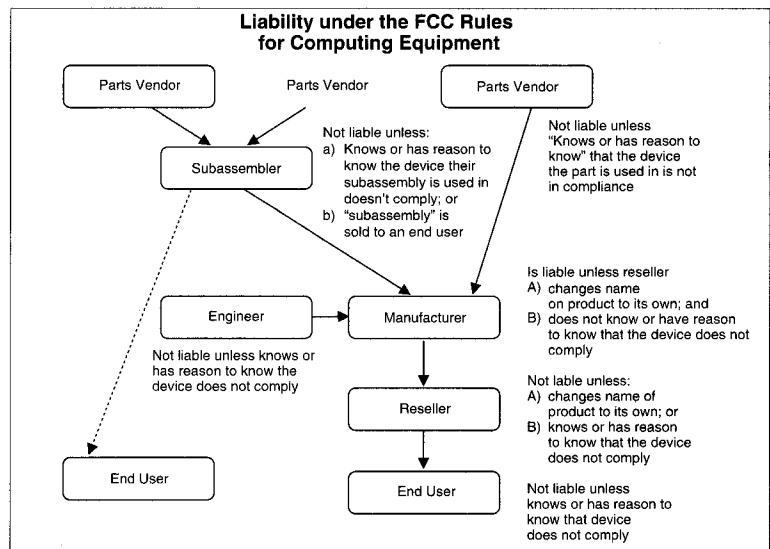 Liability under the FCC Rules
for Computing Equipment
Parts Vendor
Parts Vendor
Parts Vendor
Not liable unless:
a) Knows or has reason to
know the device their
subassembly is used in
doesn't comply; or
b) "subassembly" is
sold to an end user
Not liable unless
"Knows or has reason to
know" that the device
the part is used in is not
in compliance
Subassembler
Is liable unless reseller
A) changes name
on product to its own; and
B) does not know or have reason
to know that the device does not
comply
Engineer
Manufacturer
Not liable unless knows or
has reason to know the
device does not comply
Not lable unless:
A) changes name of
product to its own; or
B) knows or has reason
to know that the device
does not comply
Reseller
End User
End User
Not liable unless
knows or has reason to
know that device
does not comply